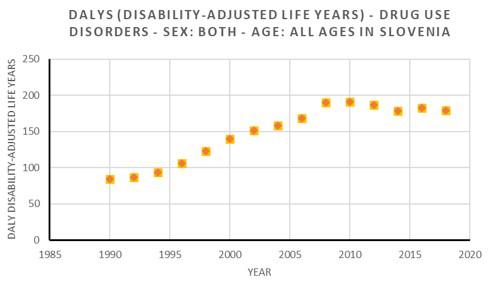 DALYS (DISABILITY-ADJUSTED LIFE YEARS) - DRUG USE
DISORDERS - SEX: BOTH - AGE: ALL AGES IN SLOVENIA
DALY DISABILITY-ADJUSTED LIFE YEARS
250
200
150
100
50
0
1985 1990 1995 2000 2005 2010 2015 2020
YEAR